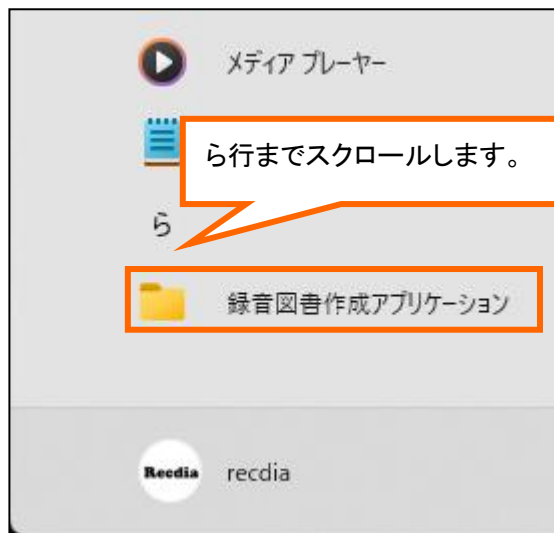 メディア プレーヤー
ら行までスクロールします。
ら
録音図書作成アプリケーション
Recdia recdia